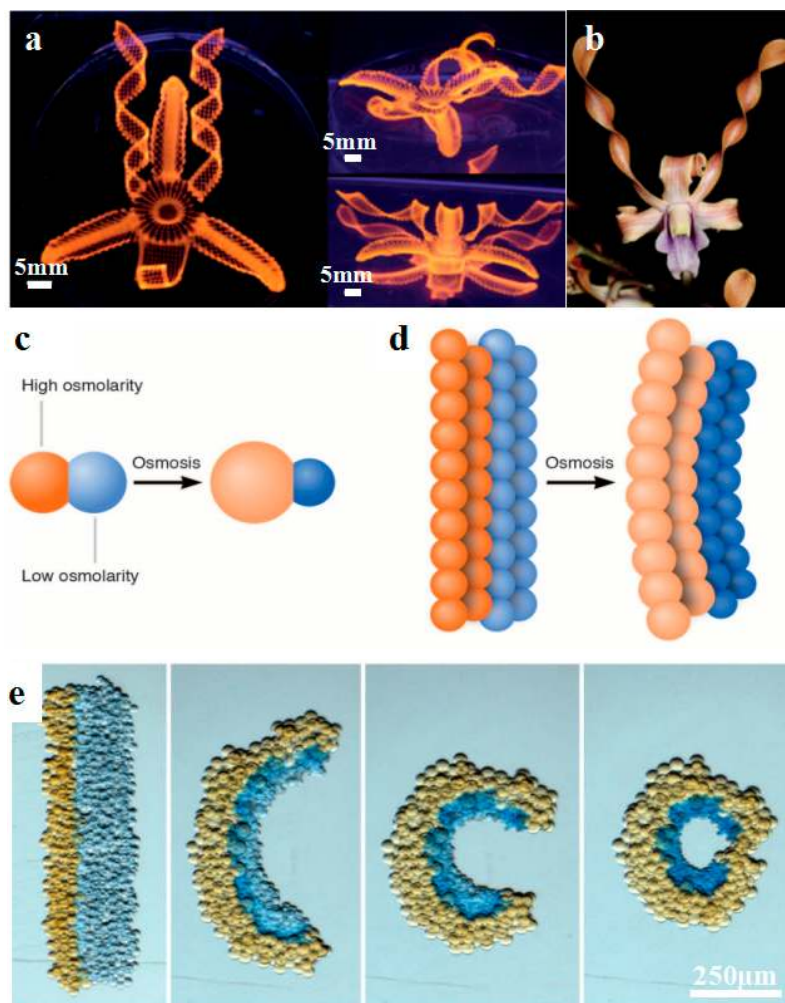 a
5mm
5mm
5mm
b
c
High osmolarity
Osmosis
Low osmolarity
d
Osmosis
e
250μm